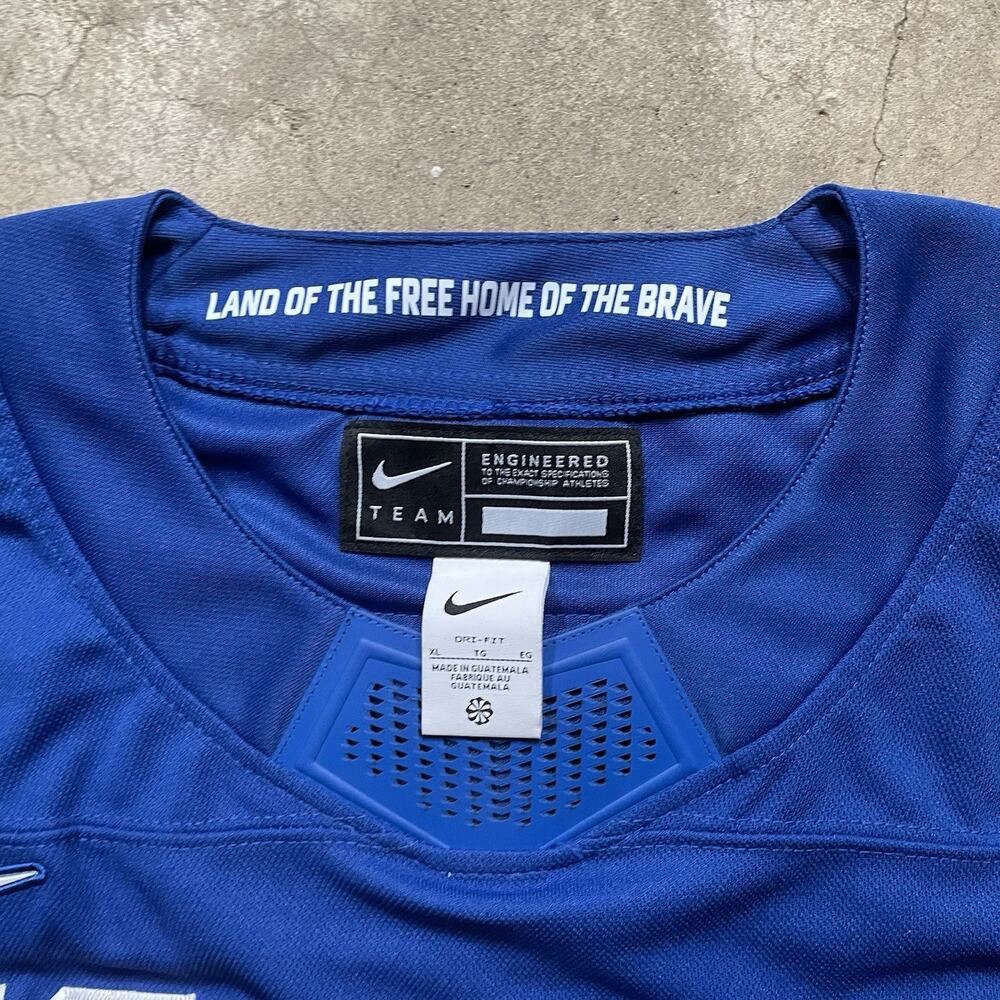 LAND OF THE FREE HOME OF THE BRAVE
TEAM
ENGINEERED
TO THE EXACT SPECIFICATIONS
OF CHAMPIONSHIP ATHLETES
DRI-FIT
XL TG EG
MADE IN GUATEMALA
FABRIQUE AU
GUATEMALA